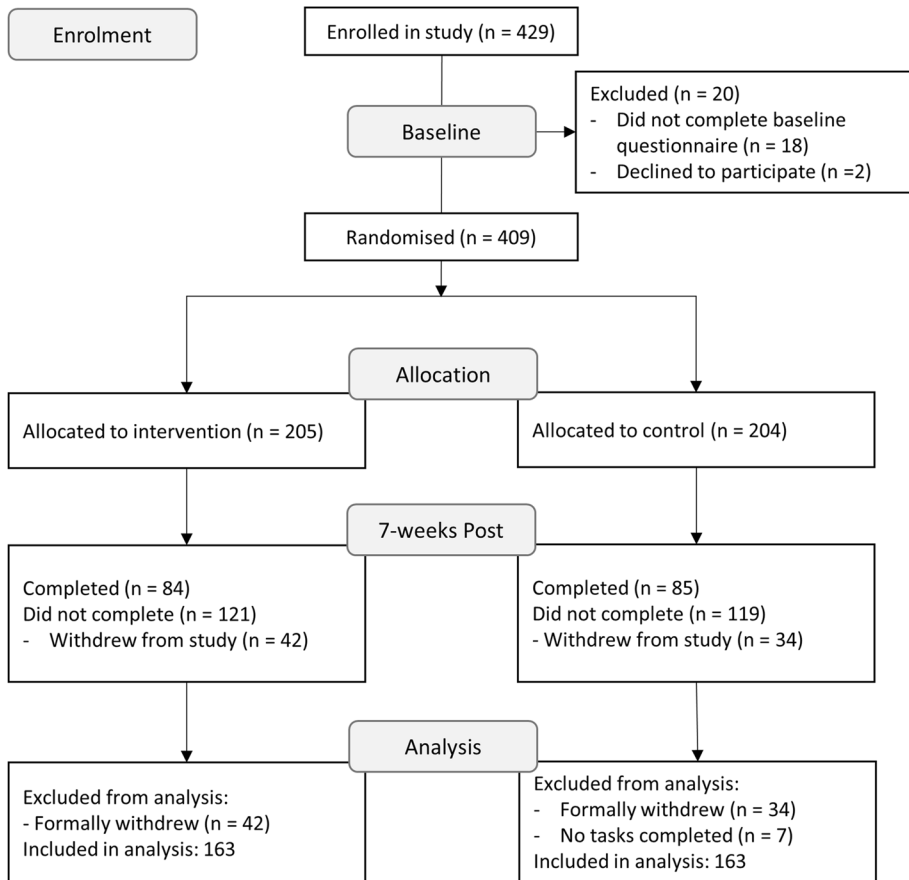 Enrolment
Enrolled in study (n = 429)
Baseline
Excluded (n = 20)
- Did not complete baseline
questionnaire (n = 18)
- Declined to participate (n =2)
Randomised (n = 409)
Allocation
Allocated to intervention (n = 205)
Allocated to control (n = 204)
7-weeks Post
Completed (n = 84)
Did not complete (n = 121)
- Withdrew from study (n = 42)
Completed (n = 85)
Did not complete (n = 119)
- Withdrew from study (n = 34)
Analysis
Excluded from analysis:
- Formally withdrew (n = 42)
Included in analysis: 163
Excluded from analysis:
- Formally withdrew (n = 34)
- No tasks completed (n = 7)
Included in analysis: 163